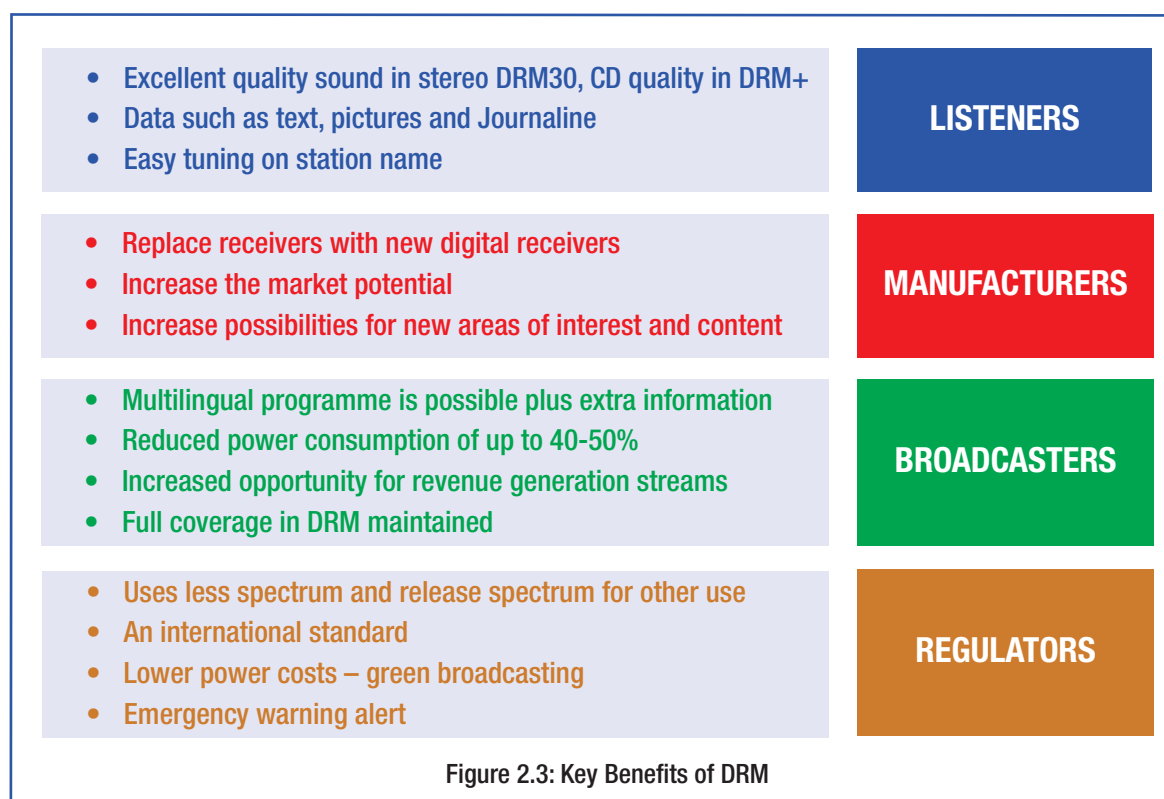 • Excellent quality sound in stereo DRM30, CD quality in DRM+
• Data such as text, pictures and Journaline
• Easy tuning on station name
LISTENERS
• Replace receivers with new digital receivers
• Increase the market potential
• Increase possibilities for new areas of interest and content
MANUFACTURERS
• Multilingual programme is possible plus extra information
• Reduced power consumption of up to 40-50%
• Increased opportunity for revenue generation streams
• Full coverage in DRM maintained
BROADCASTERS
• Uses less spectrum and release spectrum for other use
• An international standard
• Lower power costs – green broadcasting
• Emergency warning alert
REGULATORS
Figure 2.3: Key Benefits of DRM